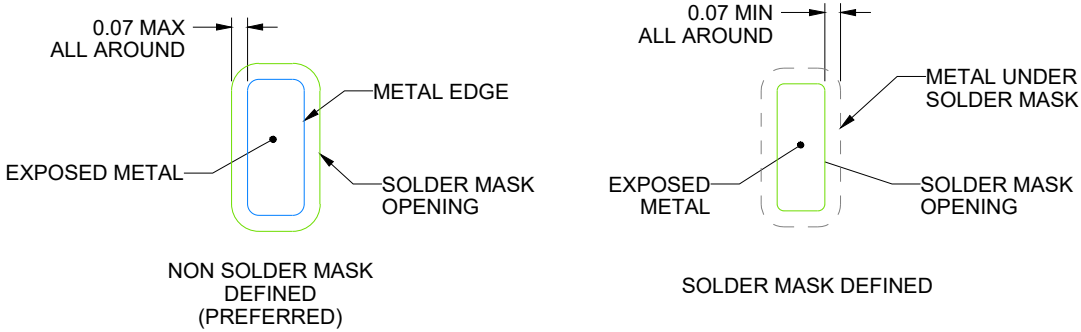 0.07 MAX
ALL AROUND
METAL EDGE
EXPOSED METAL
SOLDER MASK
OPENING
NON SOLDER MASK
DEFINED
(PREFERRED)
0.07 MIN
ALL AROUND
METAL UNDER
SOLDER MASK
EXPOSED
METAL
SOLDER MASK
OPENING
SOLDER MASK DEFINED